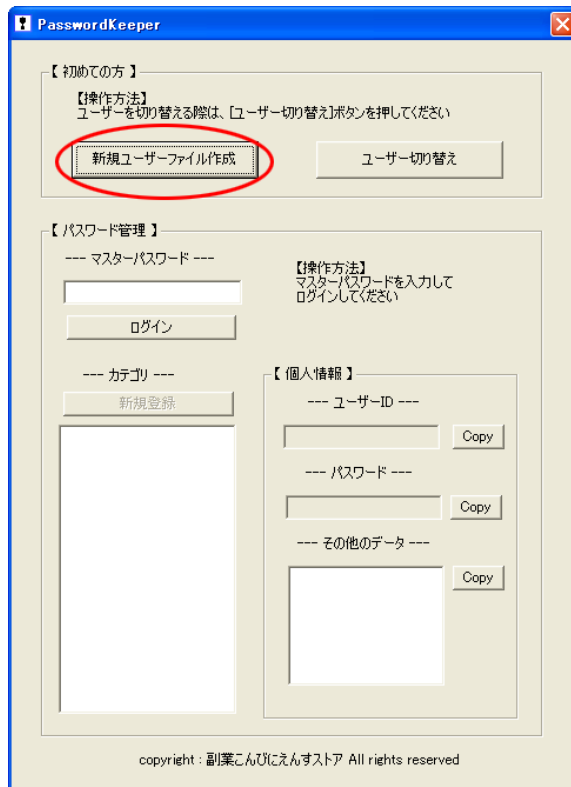 PasswordKeeper
【 初めての方 】
【操作方法】
ユーザーを切り替える際は、[ユーザー切り替え]ボタンを押してください
新規ユーザーファイル作成
ユーザー切り替え
【 パスワード管理 】
--- マスターパスワード ---
【操作方法】
マスターパスワードを入力して
ログインしてください
ログイン
--- カテゴリ ---
新規登録
【 個人情報 】
--- ユーザーID ---
Copy
--- パスワード ---
Copy
--- その他のデータ ---
Copy
copyright : 副業こんびにえんすストア All rights reserved